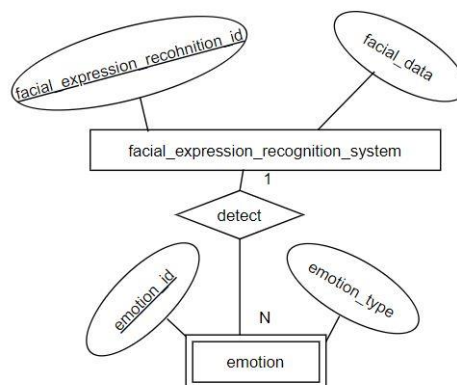 facial_expression_recohnition_id
facial_data
facial_expression_recognition_system
1
detect
emotion_id
emotion_type
N
emotion